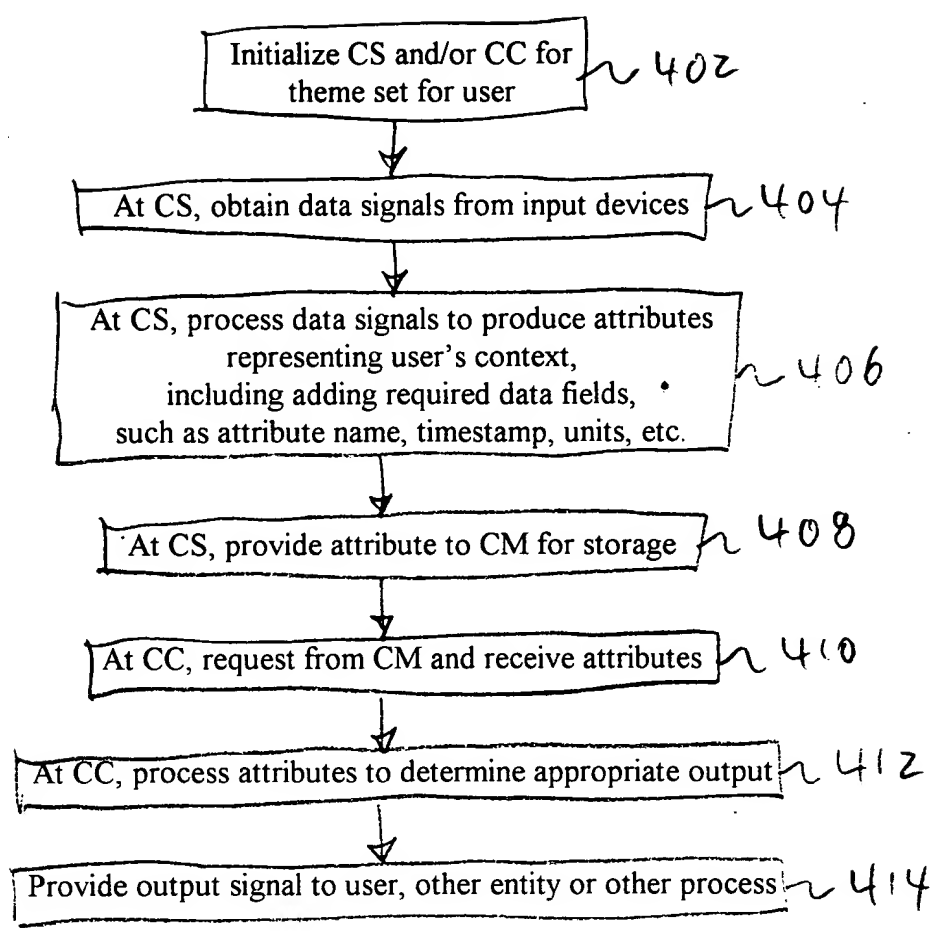 Initialize CS and/or CC for
theme set for user
402
At CS, obtain data signals from input devices
404
At CS, process data signals to produce attributes
representing user's context,
including adding required data fields,
such as attribute name, timestamp, units, etc.
406
At CS, provide attribute to CM for storage
408
At CC, request from CM and receive attributes
410
At CC, process attributes to determine appropriate output
412
Provide output signal to user, other entity or other process
414